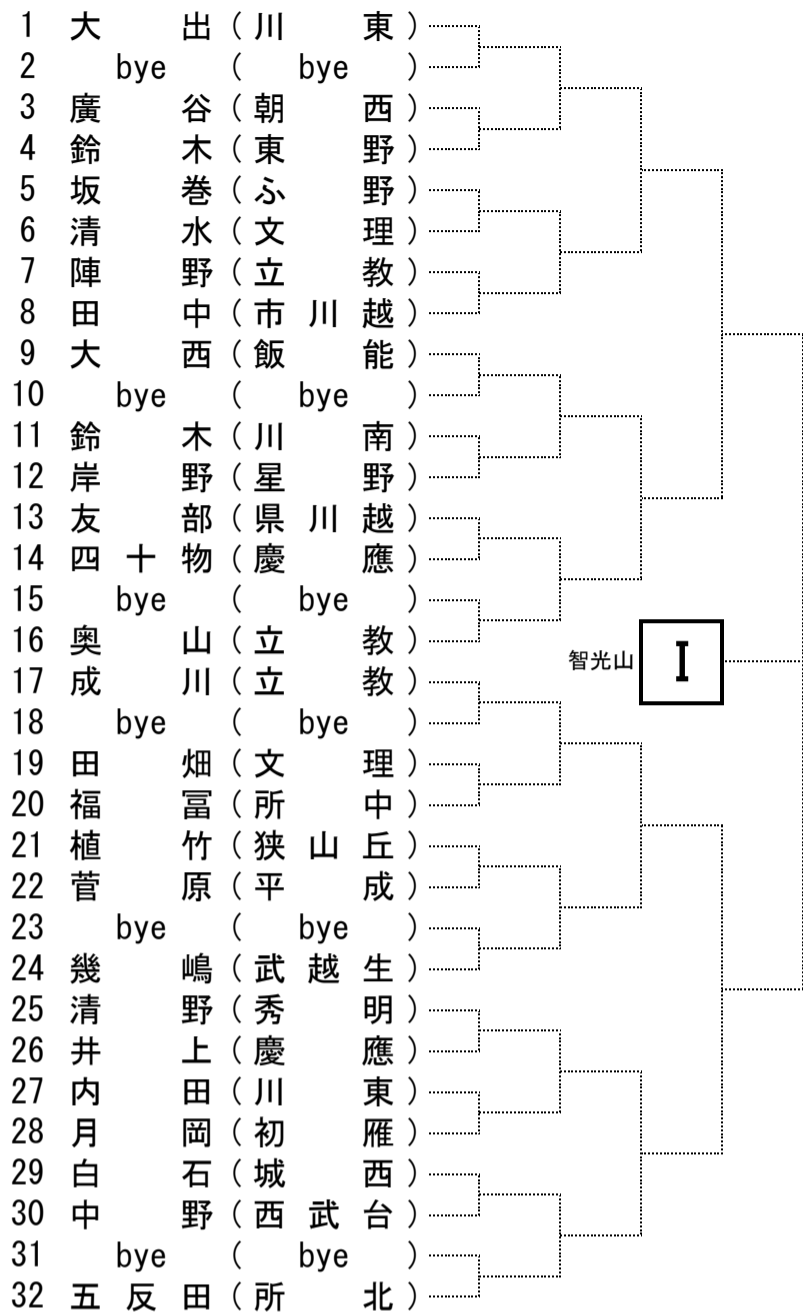 1 大出(川東)
2 bye(bye)
3 廣谷(朝西)
4 鈴木(東野)
5 坂巻(ふ野)
6 清水(文理)
7 陣野(立教)
8 田中(市川越)
9 大西(飯能)
10 bye(bye)
11 鈴木(川南)
12 岸野(星野)
13 友部(県川越)
14 四十物(慶應)
15 bye(bye)
16 奥山(立教)
智光山 I
17 成川(立教)
18 bye(bye)
19 田畑(文理)
20 福冨(所中)
21 植竹(狭山丘)
22 菅原(平成)
23 bye(bye)
24 幾嶋(武越生)
25 清野(秀明)
26 井上(慶應)
27 内田(川東)
28 月岡(初雁)
29 白石(城西)
30 中野(西武台)
31 bye(bye)
32 五反田(所北)